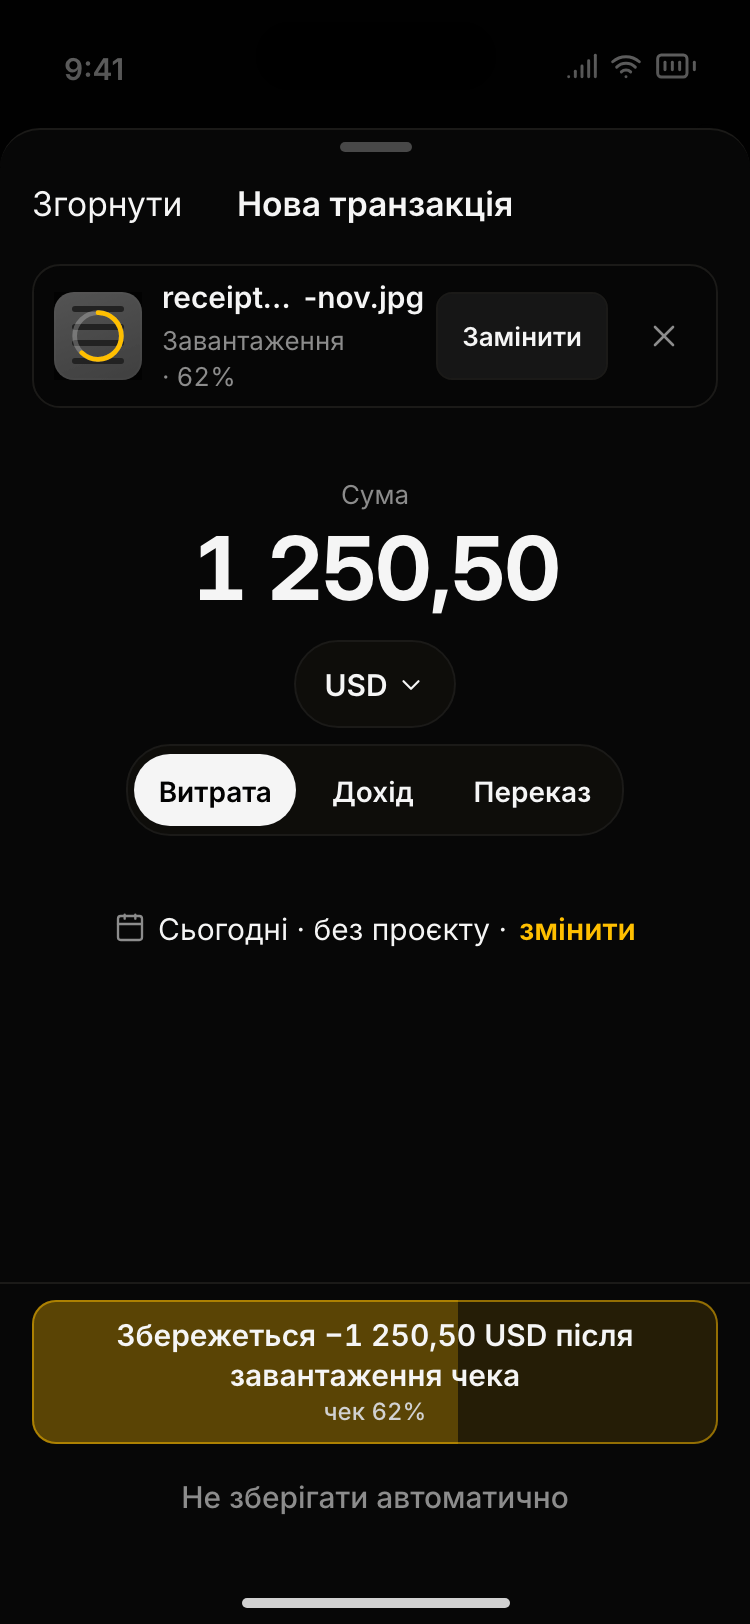 9:41
Згорнути Нова транзакція
receipt… -nov.jpg
Завантаження
· 62%
Замінити
Сума
1 250,50
USD
Витрата Дохід Переказ
Сьогодні · без проєкту · змінити
Збережеться −1 250,50 USD після
завантаження чека
чек 62%
Не зберігати автоматично